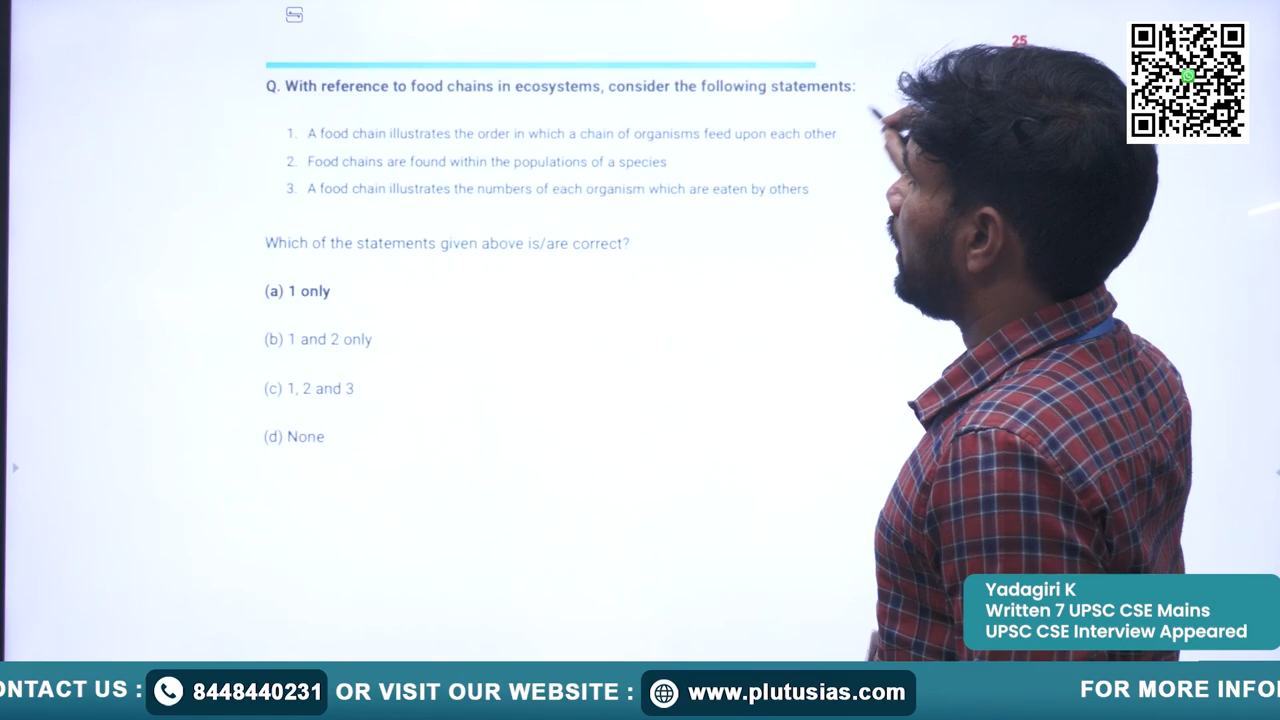 25
Q. With reference to food chains in ecosystems, consider the following statements:
1. A food chain illustrates the order in which a chain of organisms feed upon each other
2. Food chains are found within the populations of a species
3. A food chain illustrates the numbers of each organism which are eaten by others
Which of the statements given above is/are correct?
(a) 1 only
(b) 1 and 2 only
(c) 1, 2 and 3
(d) None
Yadagiri K
Written 7 UPSC CSE Mains
UPSC CSE Interview Appeared
ONTACT US : 8448440231 OR VISIT OUR WEBSITE : www.plutusias.com FOR MORE INFO